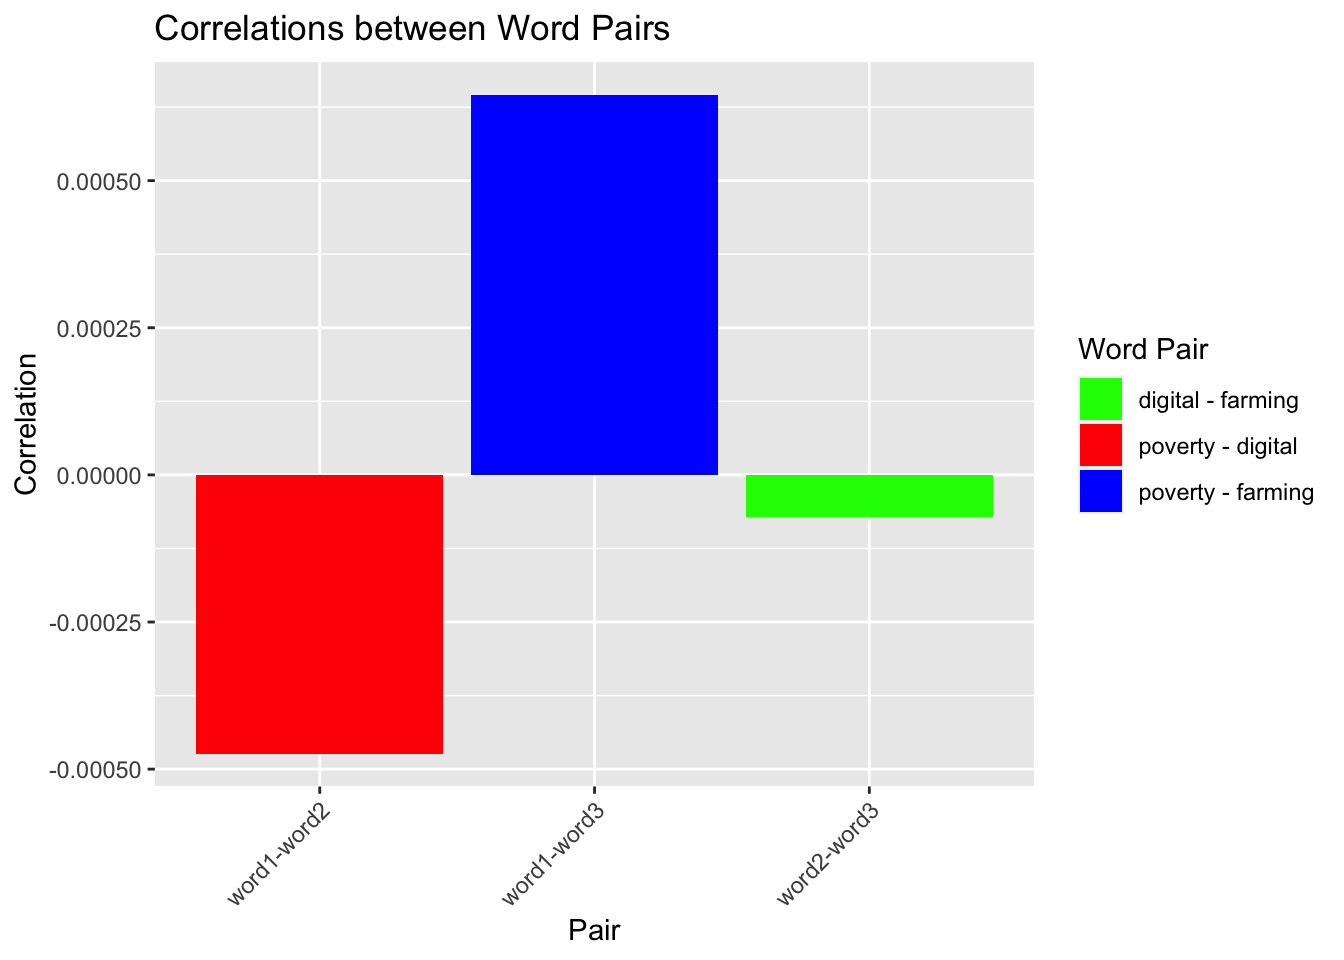 Correlations between Word Pairs
Correlation
0.00050
0.00025
0.00000
-0.00025
-0.00050
word1-word2
word1-word3
word2-word3
Pair
Word Pair
digital - farming
poverty - digital
poverty - farming